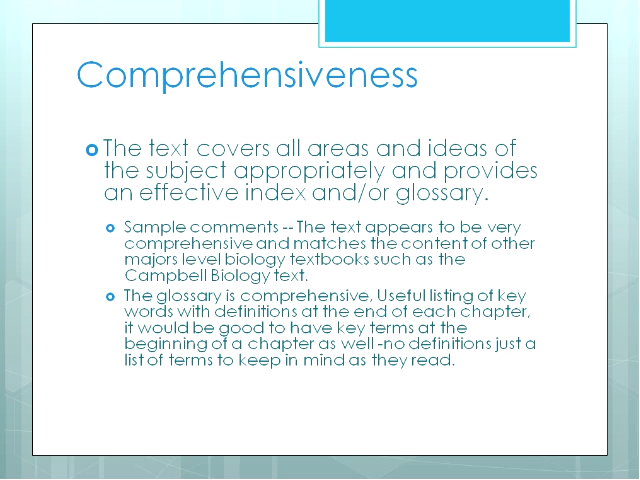 Comprehensiveness
The text covers all areas and ideas of
the subject appropriately and provides
an effective index and/or glossary.
Sample comments -- The text appears to be very
comprehensive and matches the content of other
majors level biology textbooks such as the
Campbell Biology text.
The glossary is comprehensive, Useful listing of key
words with definitions at the end of each chapter,
it would be good to have key terms at the
beginning of a chapter as well -no definitions just a
list of terms to keep in mind as they read.